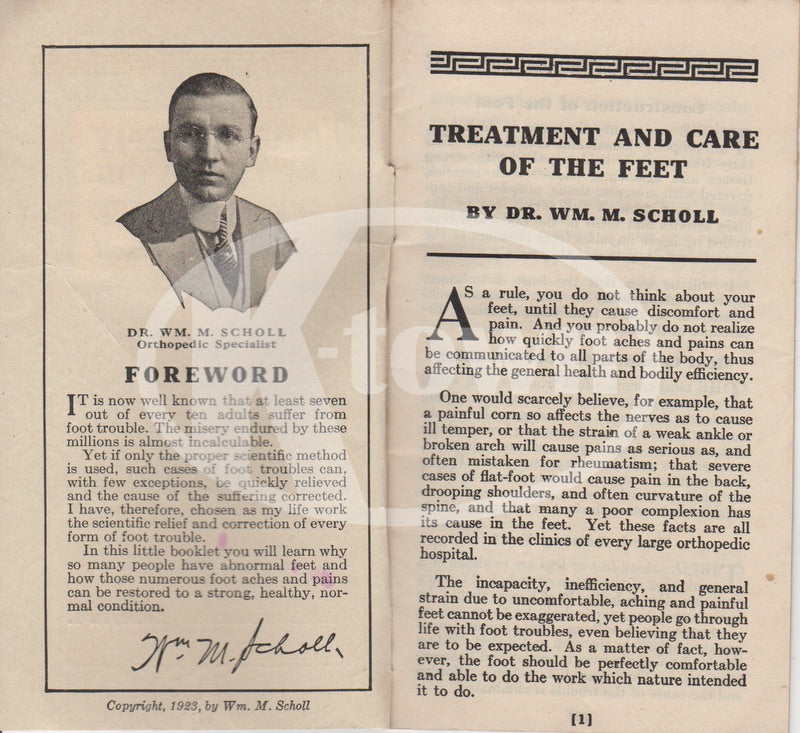 DR. WM. M. SCHOLL
Orthopedic Specialist
FOREWORD
IT is now well known that at least seven
out of every ten adults suffer from
foot trouble. The misery endured by these
millions is almost incalculable.
Yet if only the proper scientific method
is used, such cases of foot troubles can,
with few exceptions, be quickly relieved
and the cause of the suffering corrected.
I have, therefore, chosen as my life work
the scientific relief and correction of every
form of foot trouble.
In this little booklet you will learn why
so many people have abnormal feet and
how those numerous foot aches and pains
can be restored to a strong, healthy, nor-
mal condition.
Wm. M. Scholl
Copyright, 1923, by Wm. M. Scholl
TREATMENT AND CARE
OF THE FEET
BY DR. WM. M. SCHOLL
AS a rule, you do not think about your
feet, until they cause discomfort and
pain. And you probably do not realize
how quickly foot aches and pains can
be communicated to all parts of the body, thus
affecting the general health and bodily efficiency.
One would scarcely believe, for example, that
a painful corn so affects the nerves as to cause
ill temper, or that the strain of a weak ankle or
broken arch will cause pains as serious as, and
often mistaken for rheumatism; that severe
cases of flat-foot would cause pain in the back,
drooping shoulders, and often curvature of the
spine, and that many a poor complexion has
its cause in the feet. Yet these facts are all
recorded in the clinics of every large orthopedic
hospital.
The incapacity, inefficiency, and general
strain due to uncomfortable, aching and painful
feet cannot be exaggerated, yet people go through
life with foot troubles, even believing that they
are to be expected. As a matter of fact, how-
ever, the foot should be perfectly comfortable
and able to do the work which nature intended
it to do.
[1]
K-town